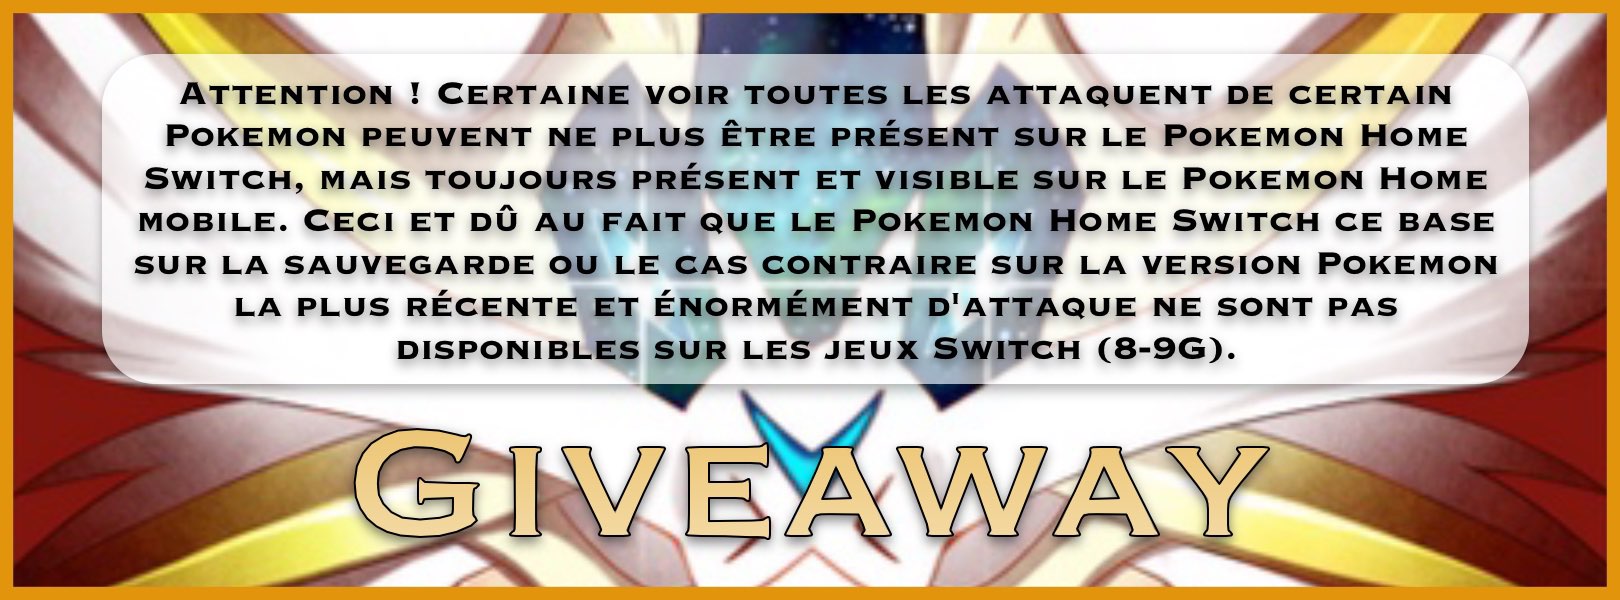 Attention ! Certaine voir toutes les attaquent de certain
Pokemon peuvent ne plus être présent sur le Pokemon Home
Switch, mais toujours présent et visible sur le Pokemon Home
mobile. Ceci et dû au fait que le Pokemon Home Switch ce base
sur la sauvegarde ou le cas contraire sur la version Pokemon
la plus récente et énormément d'attaque ne sont pas
disponibles sur les jeux Switch (8-9G).
Giveaway